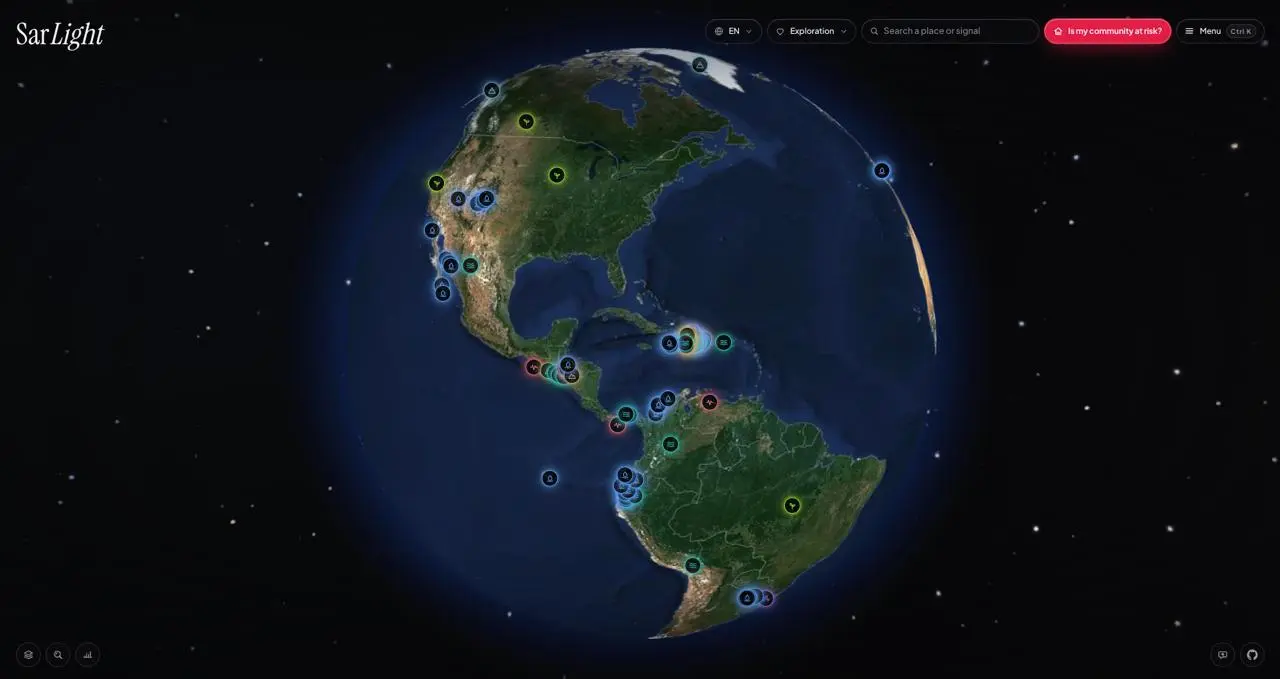 SarLight
EN
Exploration
Search a place or signal
Is my community at risk?
Menu
Ctrl K